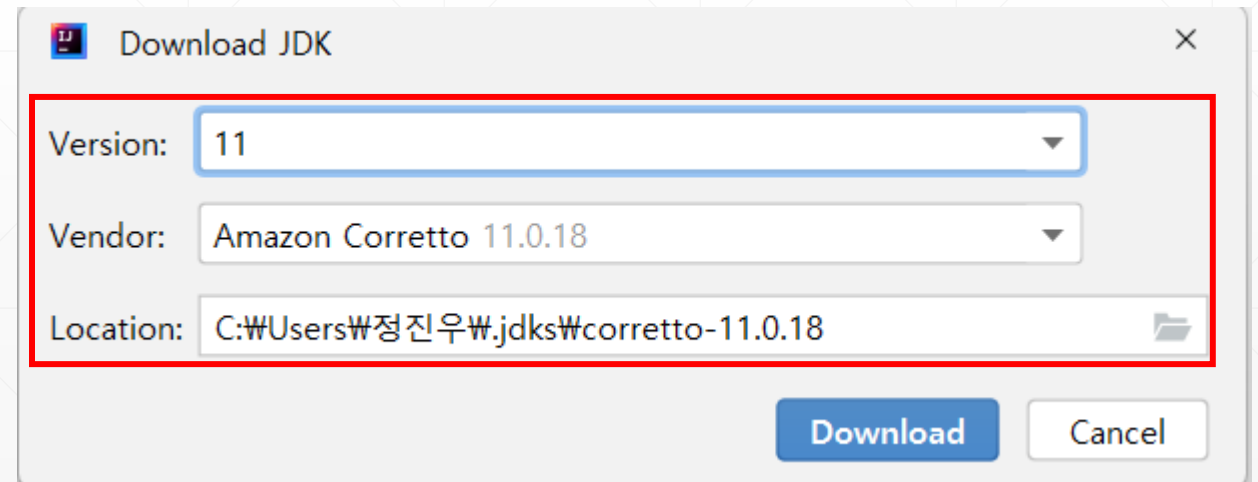 Download JDK
Version: 11
Vendor: Amazon Corretto 11.0.18
Location: C:₩Users₩정진우₩.jdks₩corretto-11.0.18
Download Cancel